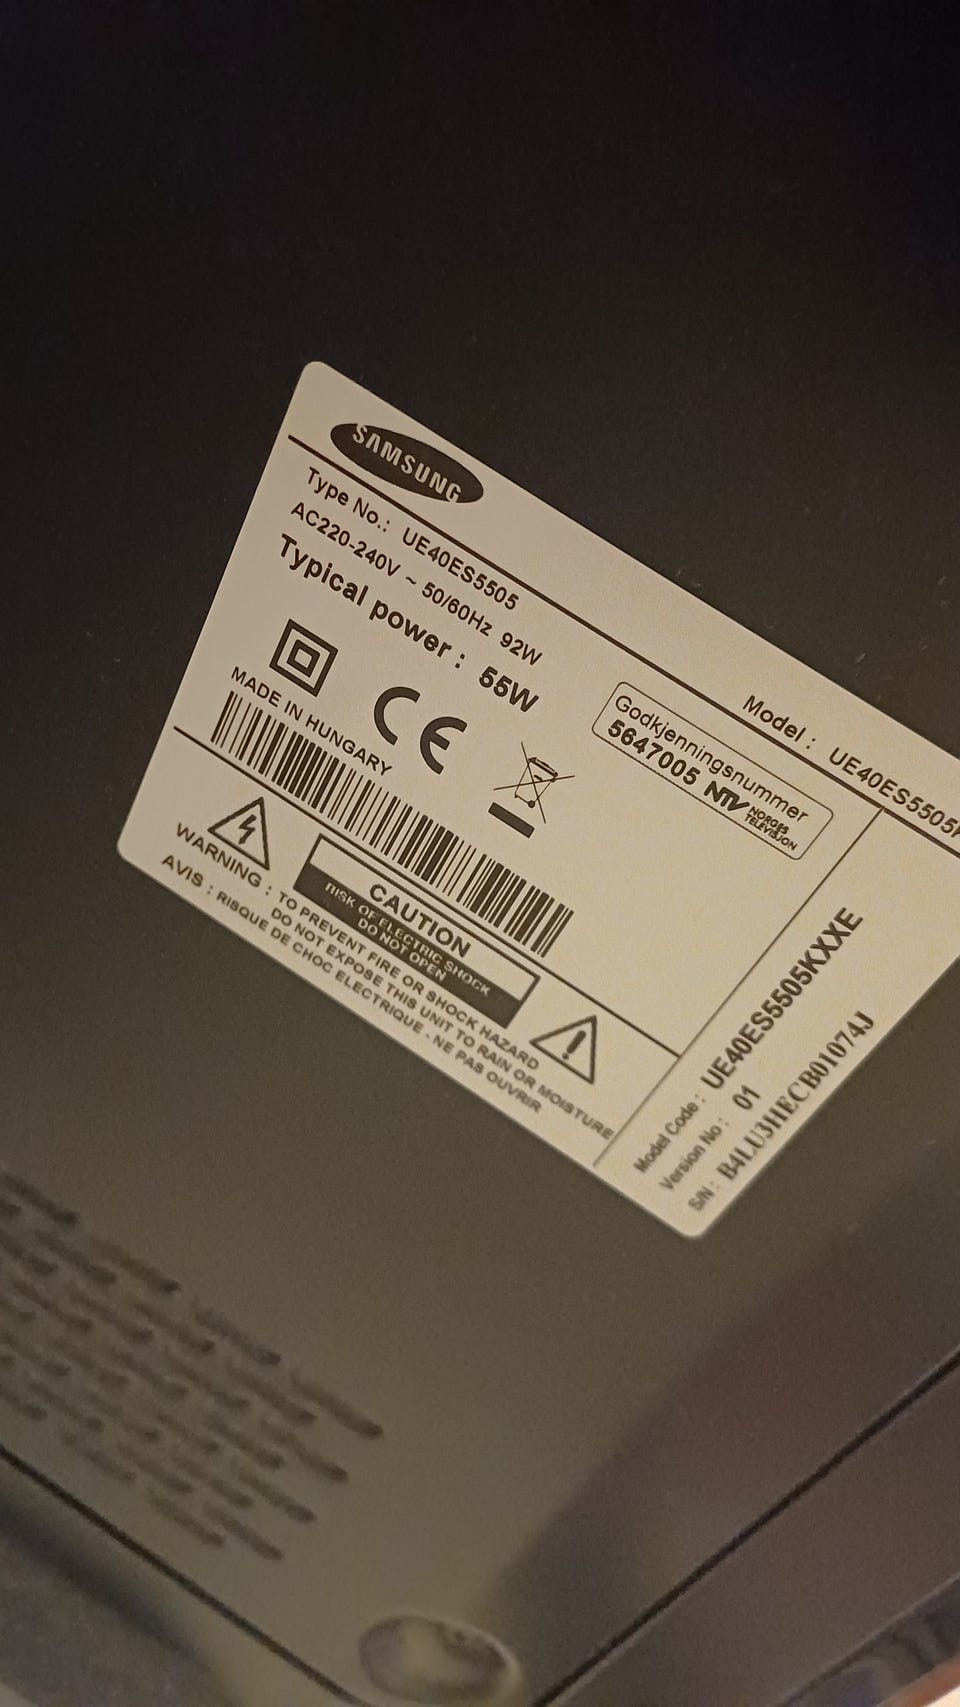 SAMSUNG
Type No.: UE40ES5505
Model : UE40ES5505K
AC220-240V ~ 50/60Hz 92W
Typical power : 55W
Godkjenningsnummer
5647005 NTV NORGES
TELEVISJON
CE
MADE IN HUNGARY
CAUTION
RISK OF ELECTRIC SHOCK
DO NOT OPEN
WARNING : TO PREVENT FIRE OR SHOCK HAZARD
DO NOT EXPOSE THIS UNIT TO RAIN OR MOISTURE
AVIS : RISQUE DE CHOC ELECTRIQUE - NE PAS OUVRIR
Model Code : UE40ES5505KXXE
Version No : 01
S/N : B4LU3HECB01074J